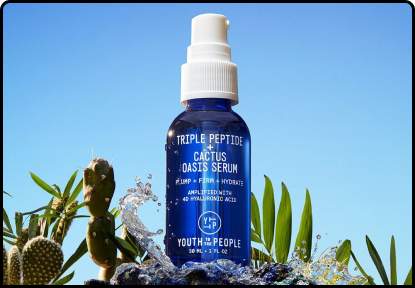 TRIPLE PEPTIDE
+
CACTUS
OASIS SERUM
PLUMP + FIRM + HYDRATE
AMPLIFIED WITH
4D HYALURONIC ACID
Y P
YOUTH TO THE PEOPLE
30 ML • 1 FL OZ